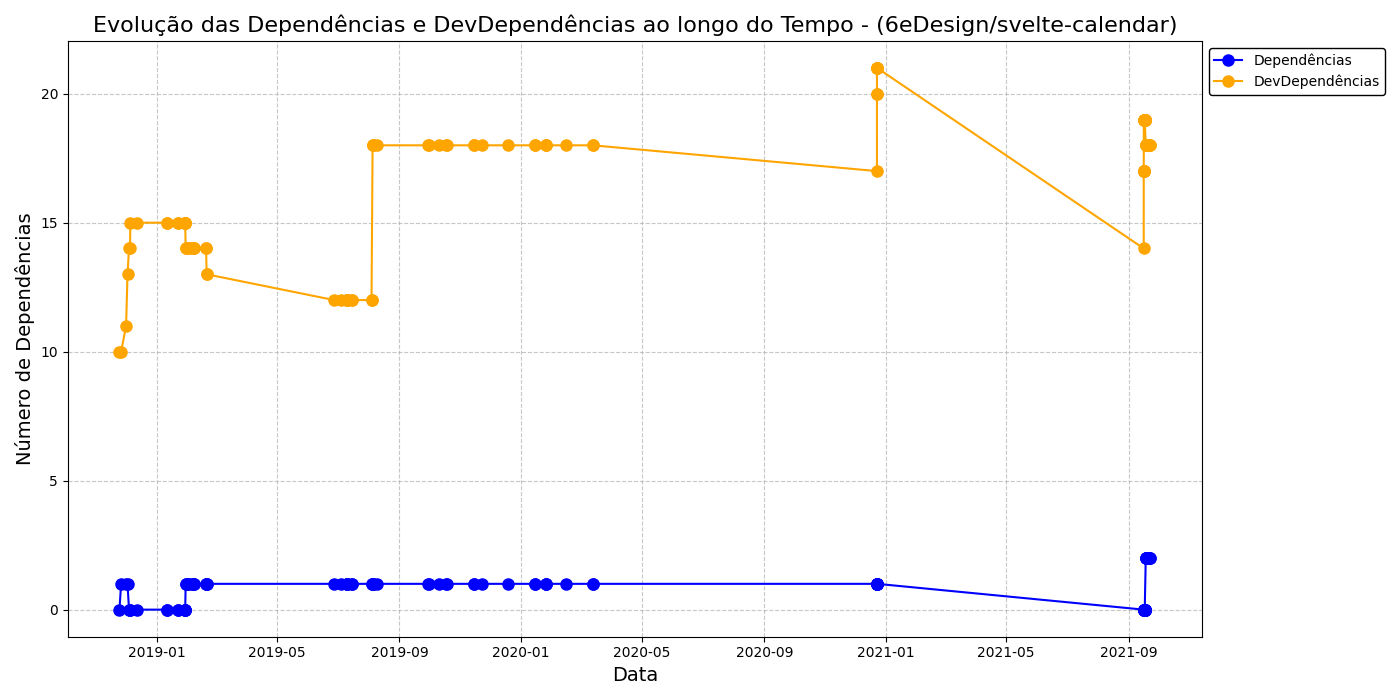 Evolução das Dependências e DevDependências ao longo do Tempo - (6eDesign/svelte-calendar)
Dependências
DevDependências
Número de Dependências
20
15
10
5
0
2019-01
2019-05
2019-09
2020-01
2020-05
2020-09
2021-01
2021-05
2021-09
Data